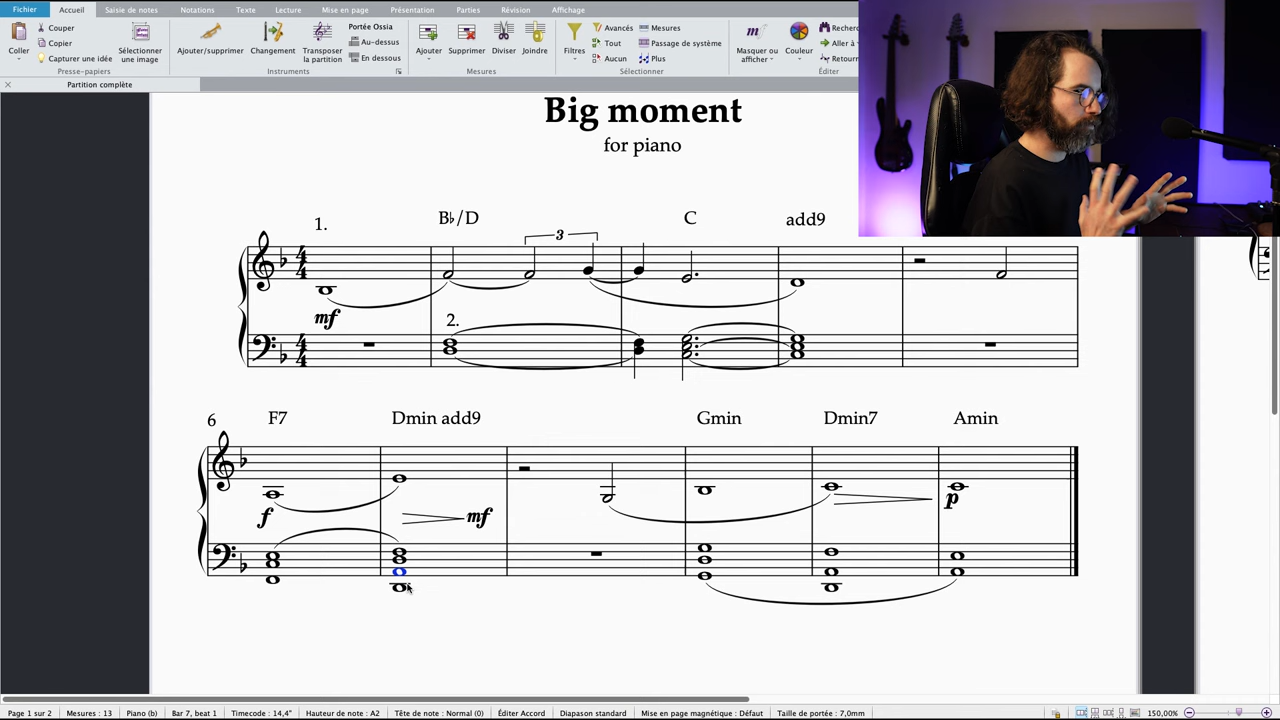 Fichier Accueil Saisie de notes Notations Texte Lecture Mise en page Présentation Parties Révision Affichage
Coller
Couper
Copier
Capturer une idée
Presse-papiers
Sélectionner
une image
Ajouter/supprimer
Changement
Transposer
la partition
Portée Ossia
Au-dessus
En dessous
Instruments
Ajouter
Supprimer
Diviser
Joindre
Mesures
Filtres
Avancés
Tout
Aucun
Mesures
Passage de système
Plus
Sélectionner
Masquer ou
afficher
Couleur
Aller à
Éditer
Partition complète
Big moment
for piano
1. B♭/D 3 C add9
mf
2.
4
4
4
4
6 F7 Dmin add9 Gmin Dmin7 Amin
f mf p
Page 1 sur 2 Mesures : 13 Piano (b) Bar 7, beat 1 Timecode : 14,4" Hauteur de note : A2 Tête de note : Normal (0) Éditer Accord Diapason standard Mise en page magnétique : Défaut Taille de portée : 7,0mm 150,00%